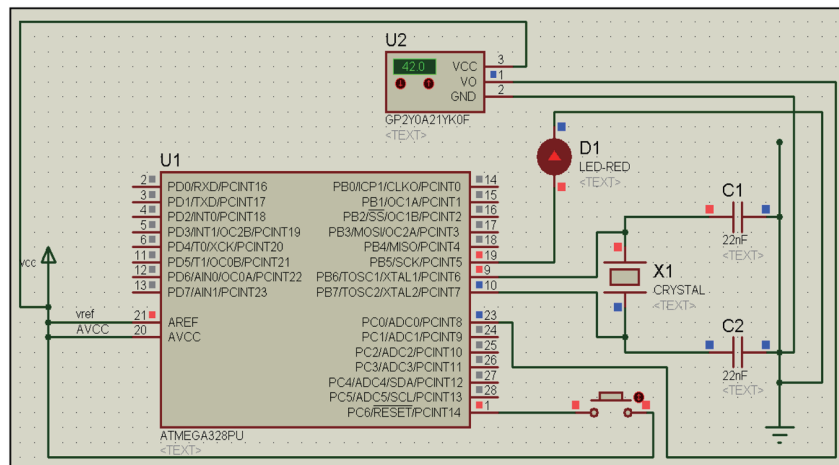 U2
42.0
VCC 3
VO 1
GND 2
GP2Y0A21YK0F
<TEXT>
D1
LED-RED
<TEXT>
U1
2 PD0/RXD/PCINT16 PB0/ICP1/CLKO/PCINT0 14
3 PD1/TXD/PCINT17 PB1/OC1A/PCINT1 15
4 PD2/INT0/PCINT18 PB2/SS/OC1B/PCINT2 16
5 PD3/INT1/OC2B/PCINT19 PB3/MOSI/OC2A/PCINT3 17
6 PD4/T0/XCK/PCINT20 PB4/MISO/PCINT4 18
11 PD5/T1/OC0B/PCINT21 PB5/SCK/PCINT5 19
12 PD6/AIN0/OC0A/PCINT22 PB6/TOSC1/XTAL1/PCINT6 9
13 PD7/AIN1/PCINT23 PB7/TOSC2/XTAL2/PCINT7 10
vcc
vref 21 AREF PC0/ADC0/PCINT8 23
AVCC 20 AVCC PC1/ADC1/PCINT9 24
PC2/ADC2/PCINT10 25
PC3/ADC3/PCINT11 26
PC4/ADC4/SDA/PCINT12 27
PC5/ADC5/SCL/PCINT13 28
PC6/RESET/PCINT14 1
ATMEGA328PU
<TEXT>
C1
22nF
<TEXT>
X1
CRYSTAL
<TEXT>
C2
22nF
<TEXT>